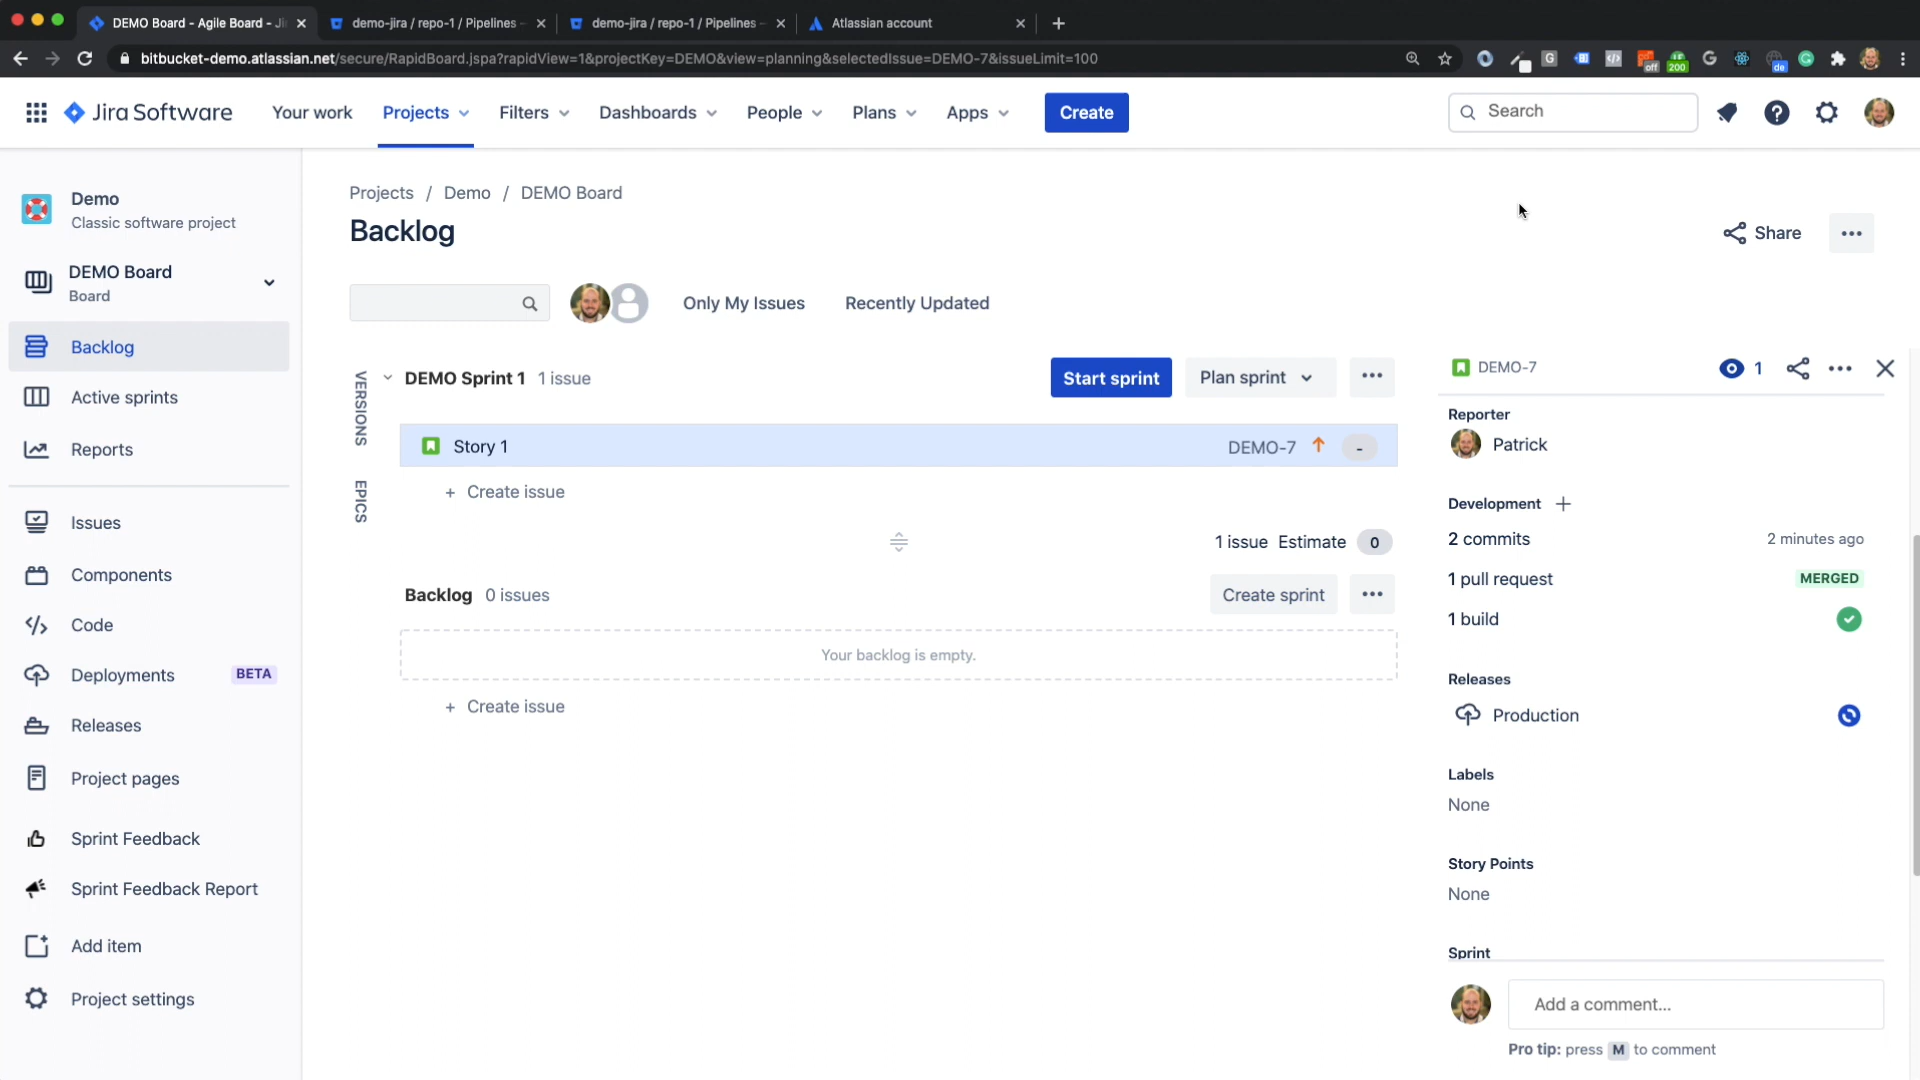 DEMO Board - Agile Board - Ji
demo-jira / repo-1 / Pipelines -
demo-jira / repo-1 / Pipelines -
Atlassian account
bitbucket-demo.atlassian.net/secure/RapidBoard.jspa?rapidView=1&projectKey=DEMO&view=planning&selectedIssue=DEMO-7&issueLimit=100
off
200
de
Jira Software
Your work
Projects
Filters
Dashboards
People
Plans
Apps
Create
Search
Demo
Classic software project
DEMO Board
Board
Backlog
Active sprints
Reports
Issues
Components
Code
Deployments BETA
Releases
Project pages
Sprint Feedback
Sprint Feedback Report
Add item
Project settings
Projects / Demo / DEMO Board
Backlog
Share
Only My Issues
Recently Updated
VERSIONS
EPICS
DEMO Sprint 1 1 issue
Start sprint
Plan sprint
Story 1
DEMO-7
-
+ Create issue
1 issue Estimate 0
Backlog 0 issues
Create sprint
Your backlog is empty.
+ Create issue
DEMO-7
1
Reporter
Patrick
Development
2 commits
2 minutes ago
1 pull request
MERGED
1 build
Releases
Production
Labels
None
Story Points
None
Sprint
Add a comment...
Pro tip: press M to comment